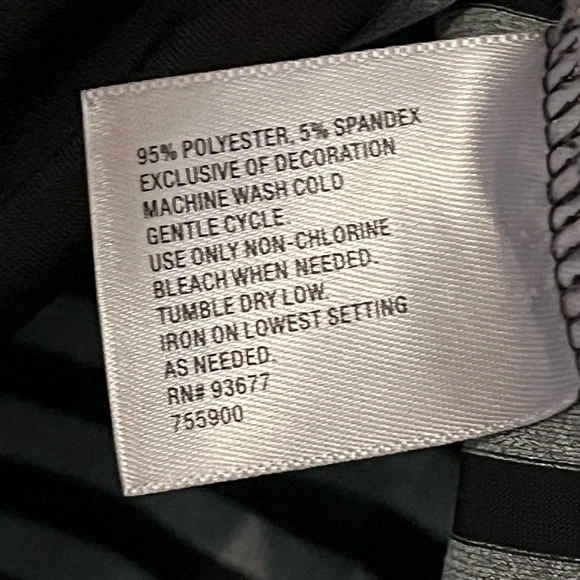 95% POLYESTER, 5% SPANDEX
EXCLUSIVE OF DECORATION
MACHINE WASH COLD
GENTLE CYCLE.
USE ONLY NON-CHLORINE
BLEACH WHEN NEEDED.
TUMBLE DRY LOW.
IRON ON LOWEST SETTING
AS NEEDED.
RN# 93677
755900